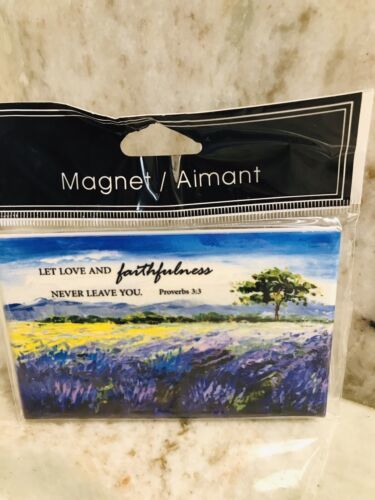 Magnet / Aimant
LET LOVE AND faithfulness
NEVER LEAVE YOU. Proverbs 3:3